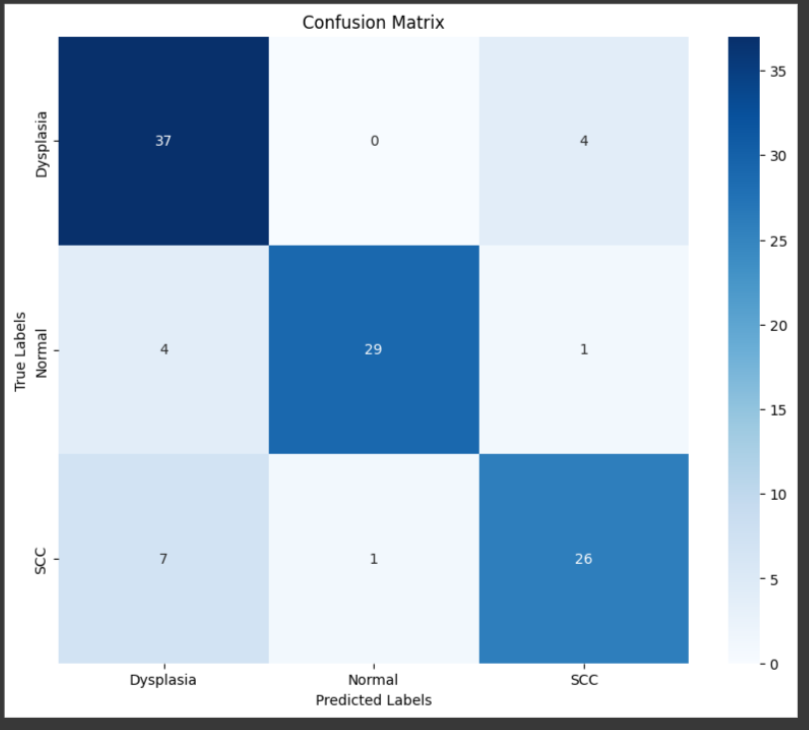 Confusion Matrix
True Labels
Dysplasia
37 0 4
Normal
4 29 1
SCC
7 1 26
Dysplasia Normal SCC
Predicted Labels
35
30
25
20
15
10
5
0